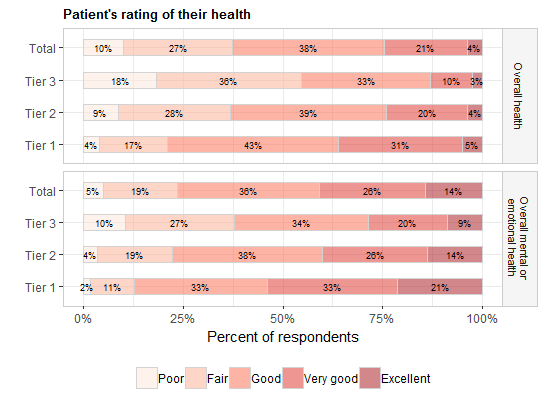 Patient's rating of their health
Total 10% 27% 38% 21% 4%
Tier 3 18% 36% 33% 10% 3%
Tier 2 9% 28% 39% 20% 4%
Tier 1 4% 17% 43% 31% 5%
Overall health
Total 5% 19% 36% 26% 14%
Tier 3 10% 27% 34% 20% 9%
Tier 2 4% 19% 38% 26% 14%
Tier 1 2% 11% 33% 33% 21%
Overall mental or
emotional health
0% 25% 50% 75% 100%
Percent of respondents
Poor Fair Good Very good Excellent